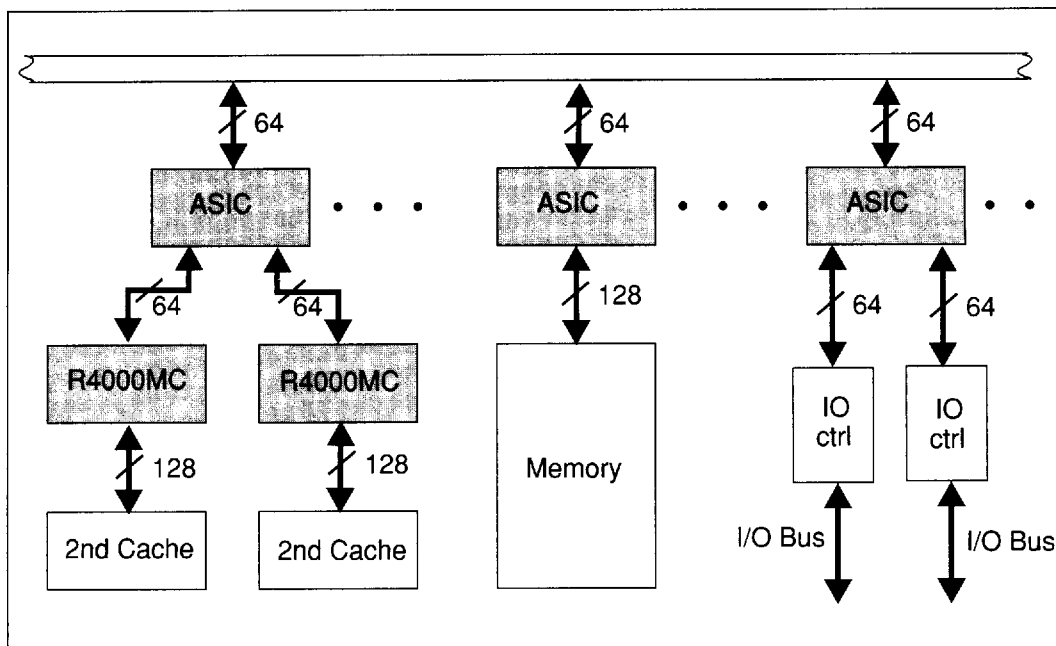 64
64
64
ASIC
ASIC
ASIC
64
64
128
64
64
R4000MC
R4000MC
IO
ctrl
IO
ctrl
128
128
Memory
2nd Cache
2nd Cache
I/O Bus
I/O Bus